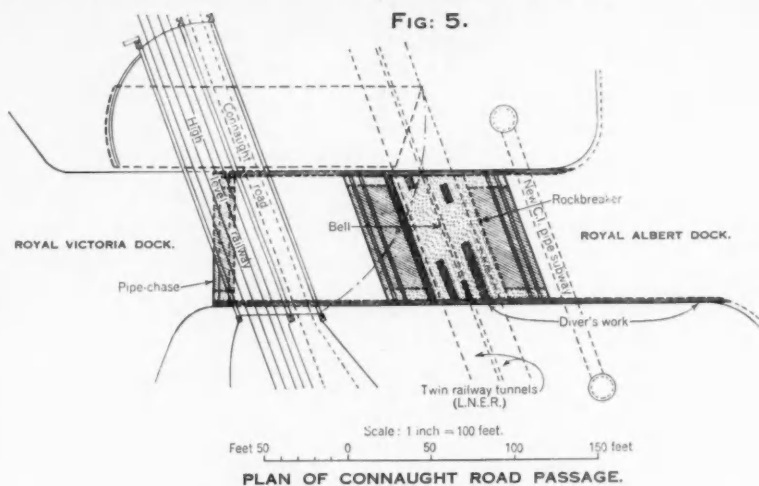 FIG: 5.
High
level railway
Connaught
road
ROYAL VICTORIA DOCK.
Pipe-chase
Bell
Rockbreaker
New C.I. pipe subway
ROYAL ALBERT DOCK.
Diver's work
Twin railway tunnels
(L.N.E.R.)
Scale : 1 inch = 100 feet.
Feet 50 0 50 100 150 feet
PLAN OF CONNAUGHT ROAD PASSAGE.